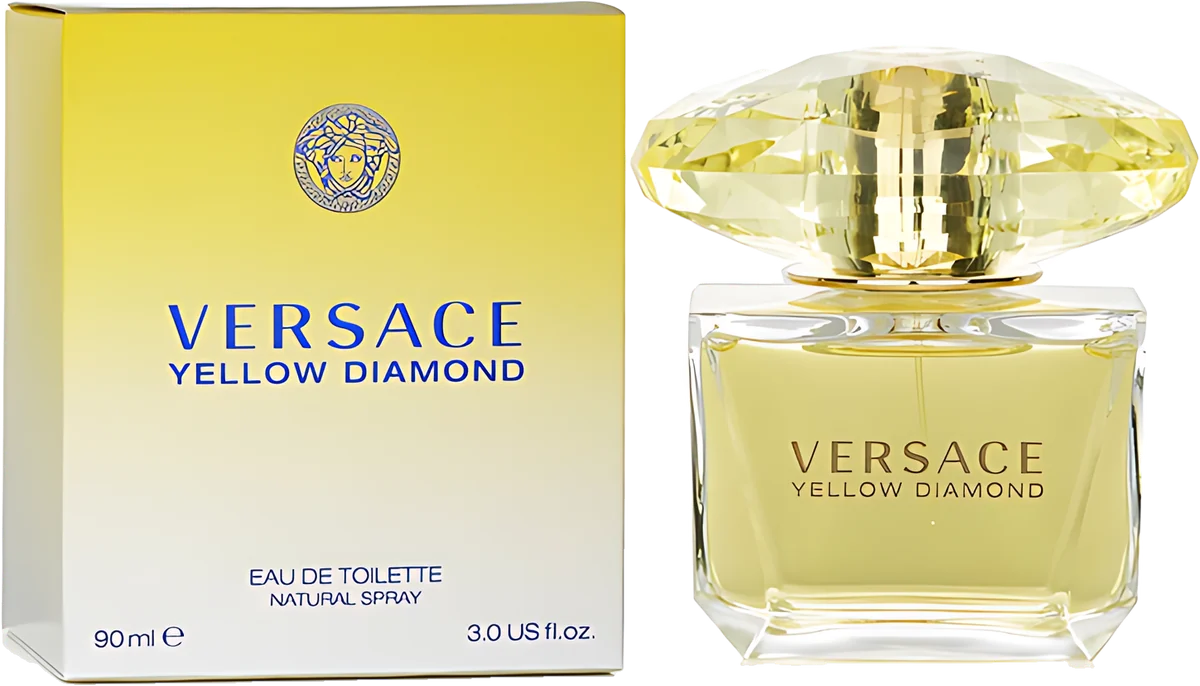 VERSACE
YELLOW DIAMOND
EAU DE TOILETTE
NATURAL SPRAY
90 ml ℮
3.0 US fl.oz.
VERSACE
YELLOW DIAMOND